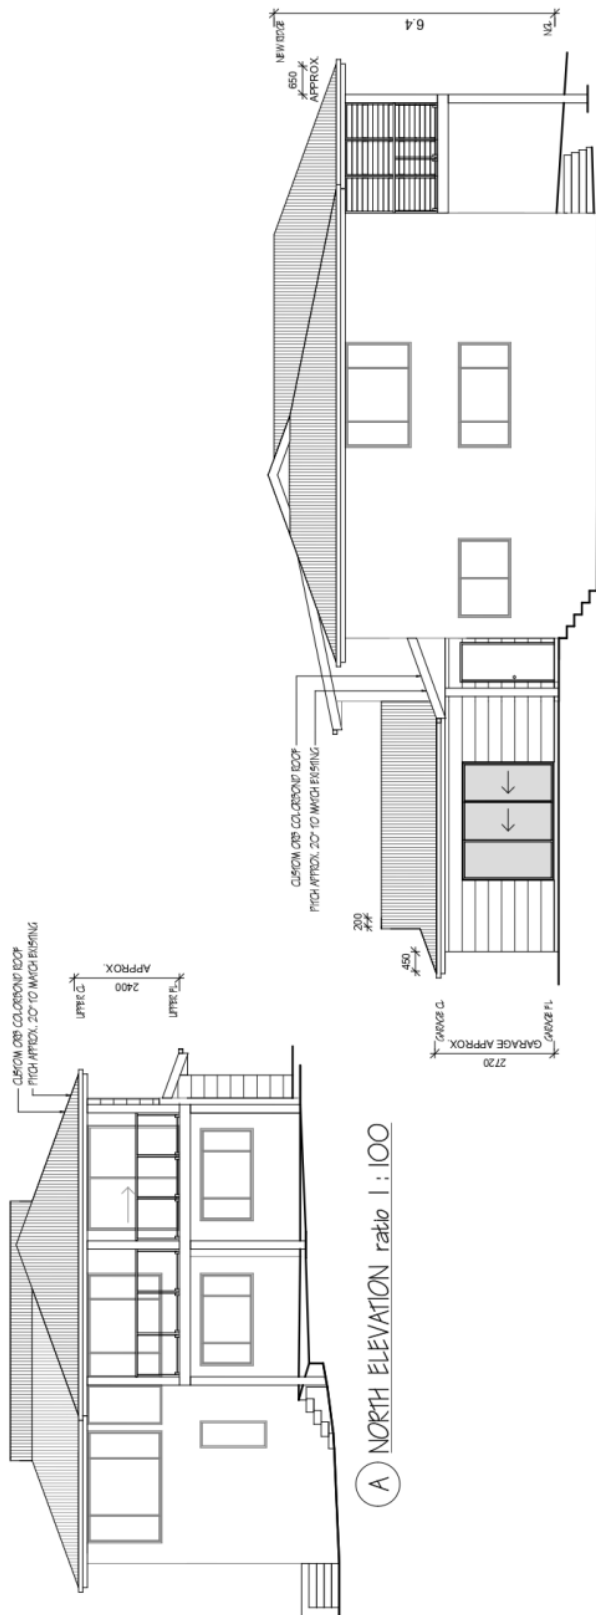 CUSTOM ORB COLORBOND ROOF
PITCH APPROX. 20° TO MATCH EXISTING
UPPER CL
2400
APPROX.
UPPER FL
A
NORTH ELEVATION ratio 1 : 100
CUSTOM ORB COLORBOND ROOF
PITCH APPROX. 20° TO MATCH EXISTING
200
450
GARAGE CL
2720
GARAGE APPROX.
GARAGE FL
NEW RIDGE
650
APPROX.
6.4
NGL